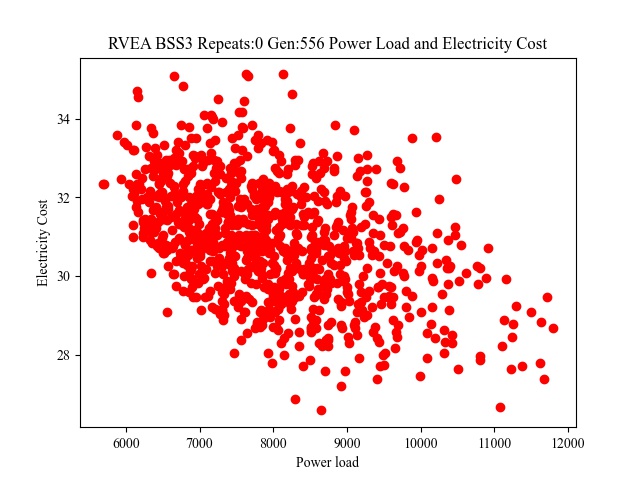 RVEA BSS3 Repeats:0 Gen:556 Power Load and Electricity Cost
34
32
30
28
Electricity Cost
6000 7000 8000 9000 10000 11000 12000
Power load